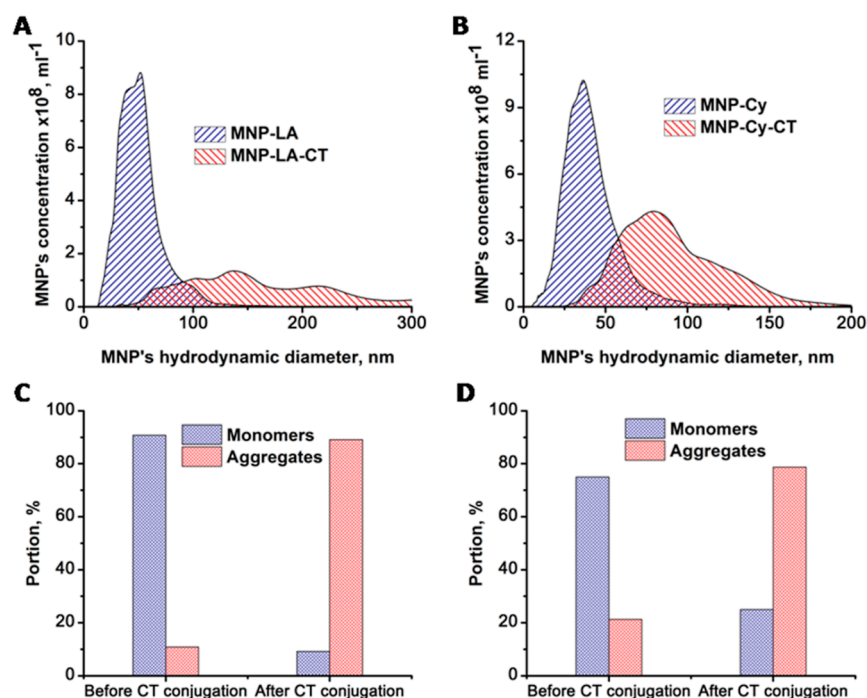 A
MNP's concentration x10⁸, ml⁻¹
10
8
6
4
2
0
MNP-LA
MNP-LA-CT
0 100 200 300
MNP's hydrodynamic diameter, nm
B
MNP's concentration x10⁸ ml⁻¹
12
9
6
3
0
MNP-Cy
MNP-Cy-CT
0 50 100 150 200
MNP's hydrodynamic diameter, nm
C
Portion, %
100
80
60
40
20
0
Monomers
Aggregates
Before CT conjugation After CT conjugation
D
Portion, %
100
80
60
40
20
0
Monomers
Aggregates
Before CT conjugation After CT conjugation